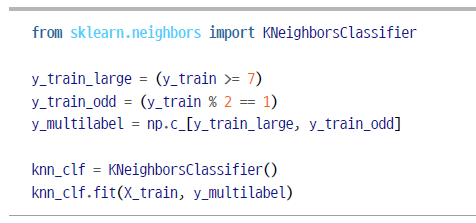 from sklearn.neighbors import KNeighborsClassifier
y_train_large = (y_train >= 7)
y_train_odd = (y_train % 2 == 1)
y_multilabel = np.c_[y_train_large, y_train_odd]
knn_clf = KNeighborsClassifier()
knn_clf.fit(X_train, y_multilabel)